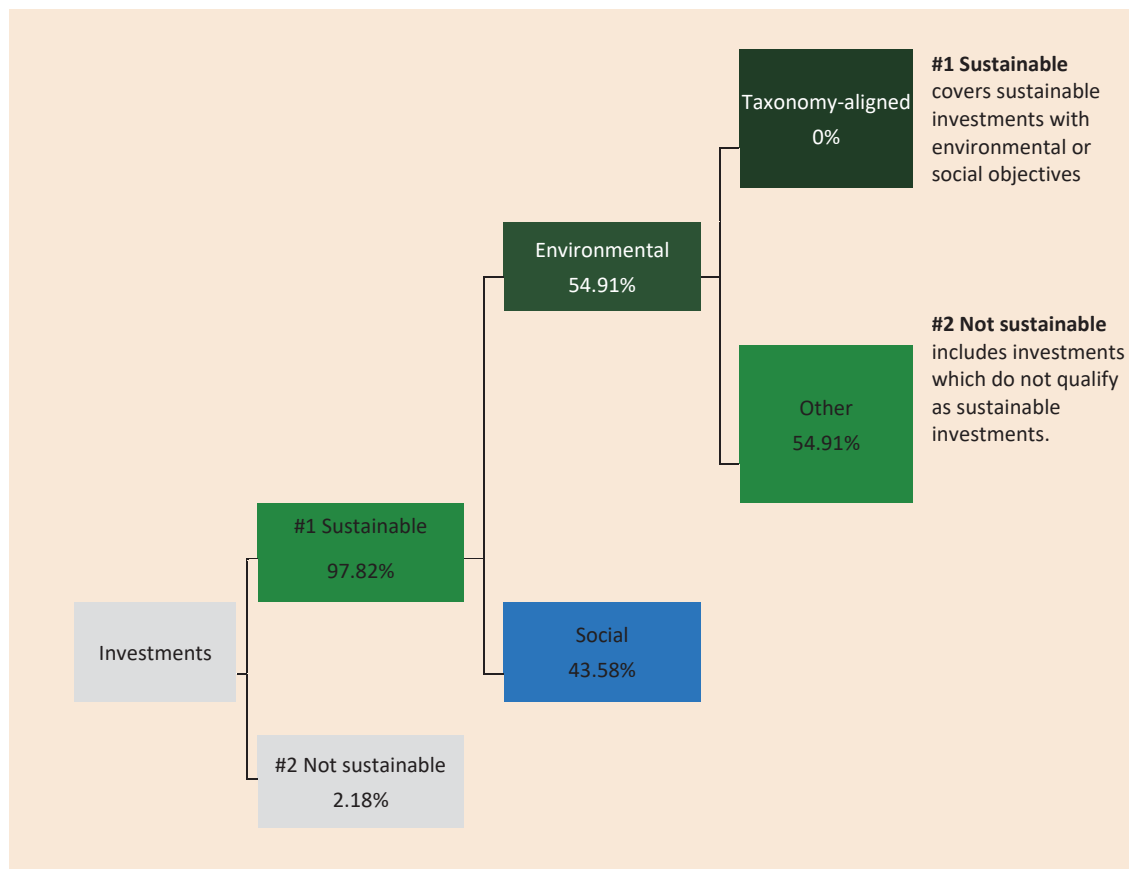 Taxonomy-aligned
0%
#1 Sustainable
covers sustainable
investments with
environmental or
social objectives
Environmental
54.91%
#2 Not sustainable
includes investments
which do not qualify
as sustainable
investments.
Other
54.91%
#1 Sustainable
97.82%
Investments
Social
43.58%
#2 Not sustainable
2.18%